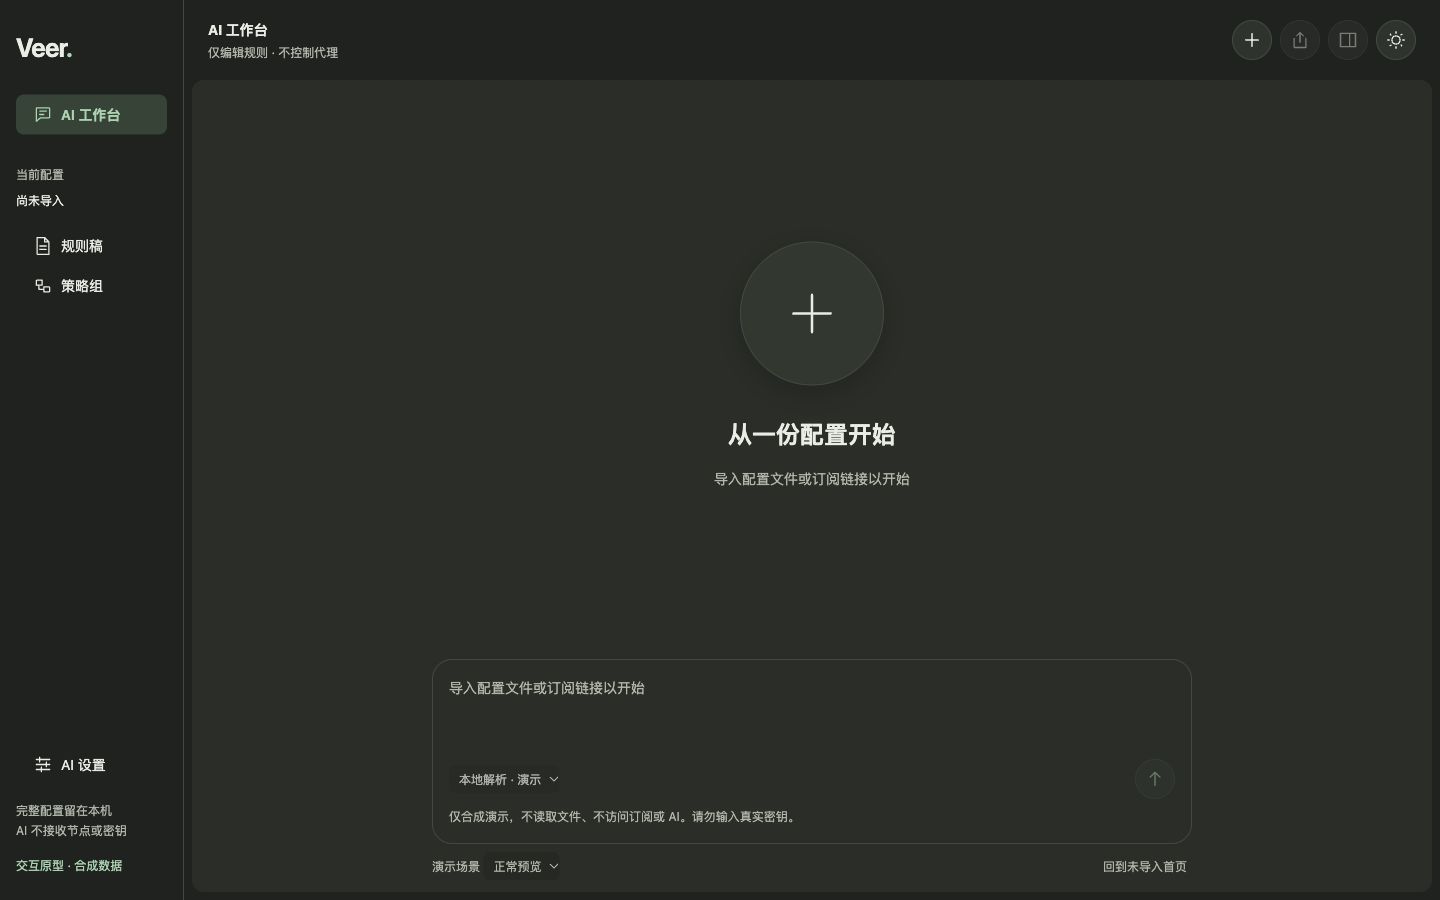 Veer.
AI 工作台
当前配置
尚未导入
规则稿
策略组
AI 设置
完整配置留在本机
AI 不接收节点或密钥
交互原型 · 合成数据
AI 工作台
仅编辑规则 · 不控制代理
从一份配置开始
导入配置文件或订阅链接以开始
导入配置文件或订阅链接以开始
本地解析 · 演示
仅合成演示，不读取文件、不访问订阅或 AI。请勿输入真实密钥。
演示场景 正常预览
回到未导入首页